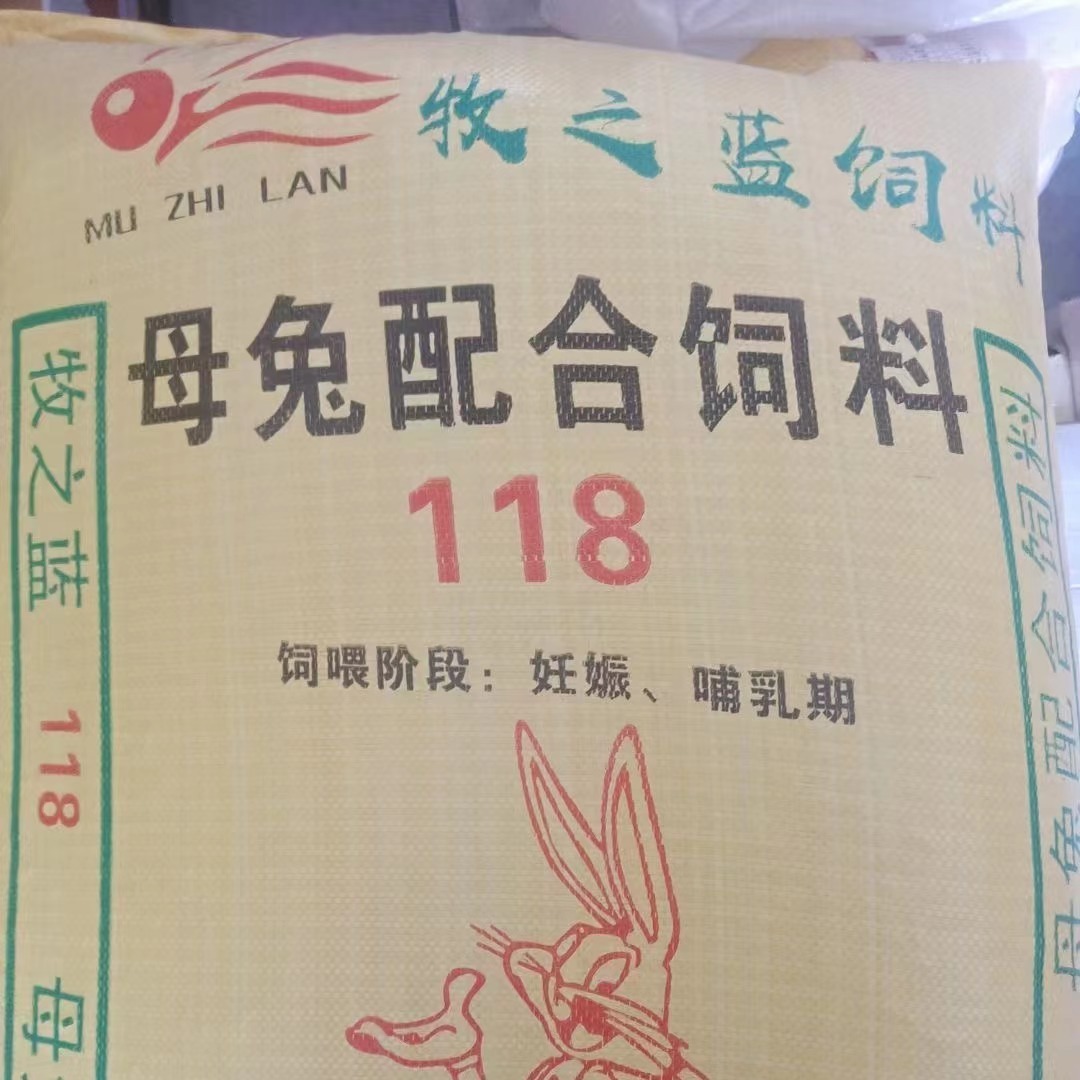 牧之蓝饲料
MU ZHI LAN
母兔配合饲料
118
饲喂阶段：妊娠、哺乳期
牧之蓝 118 母
母兔配合饲料